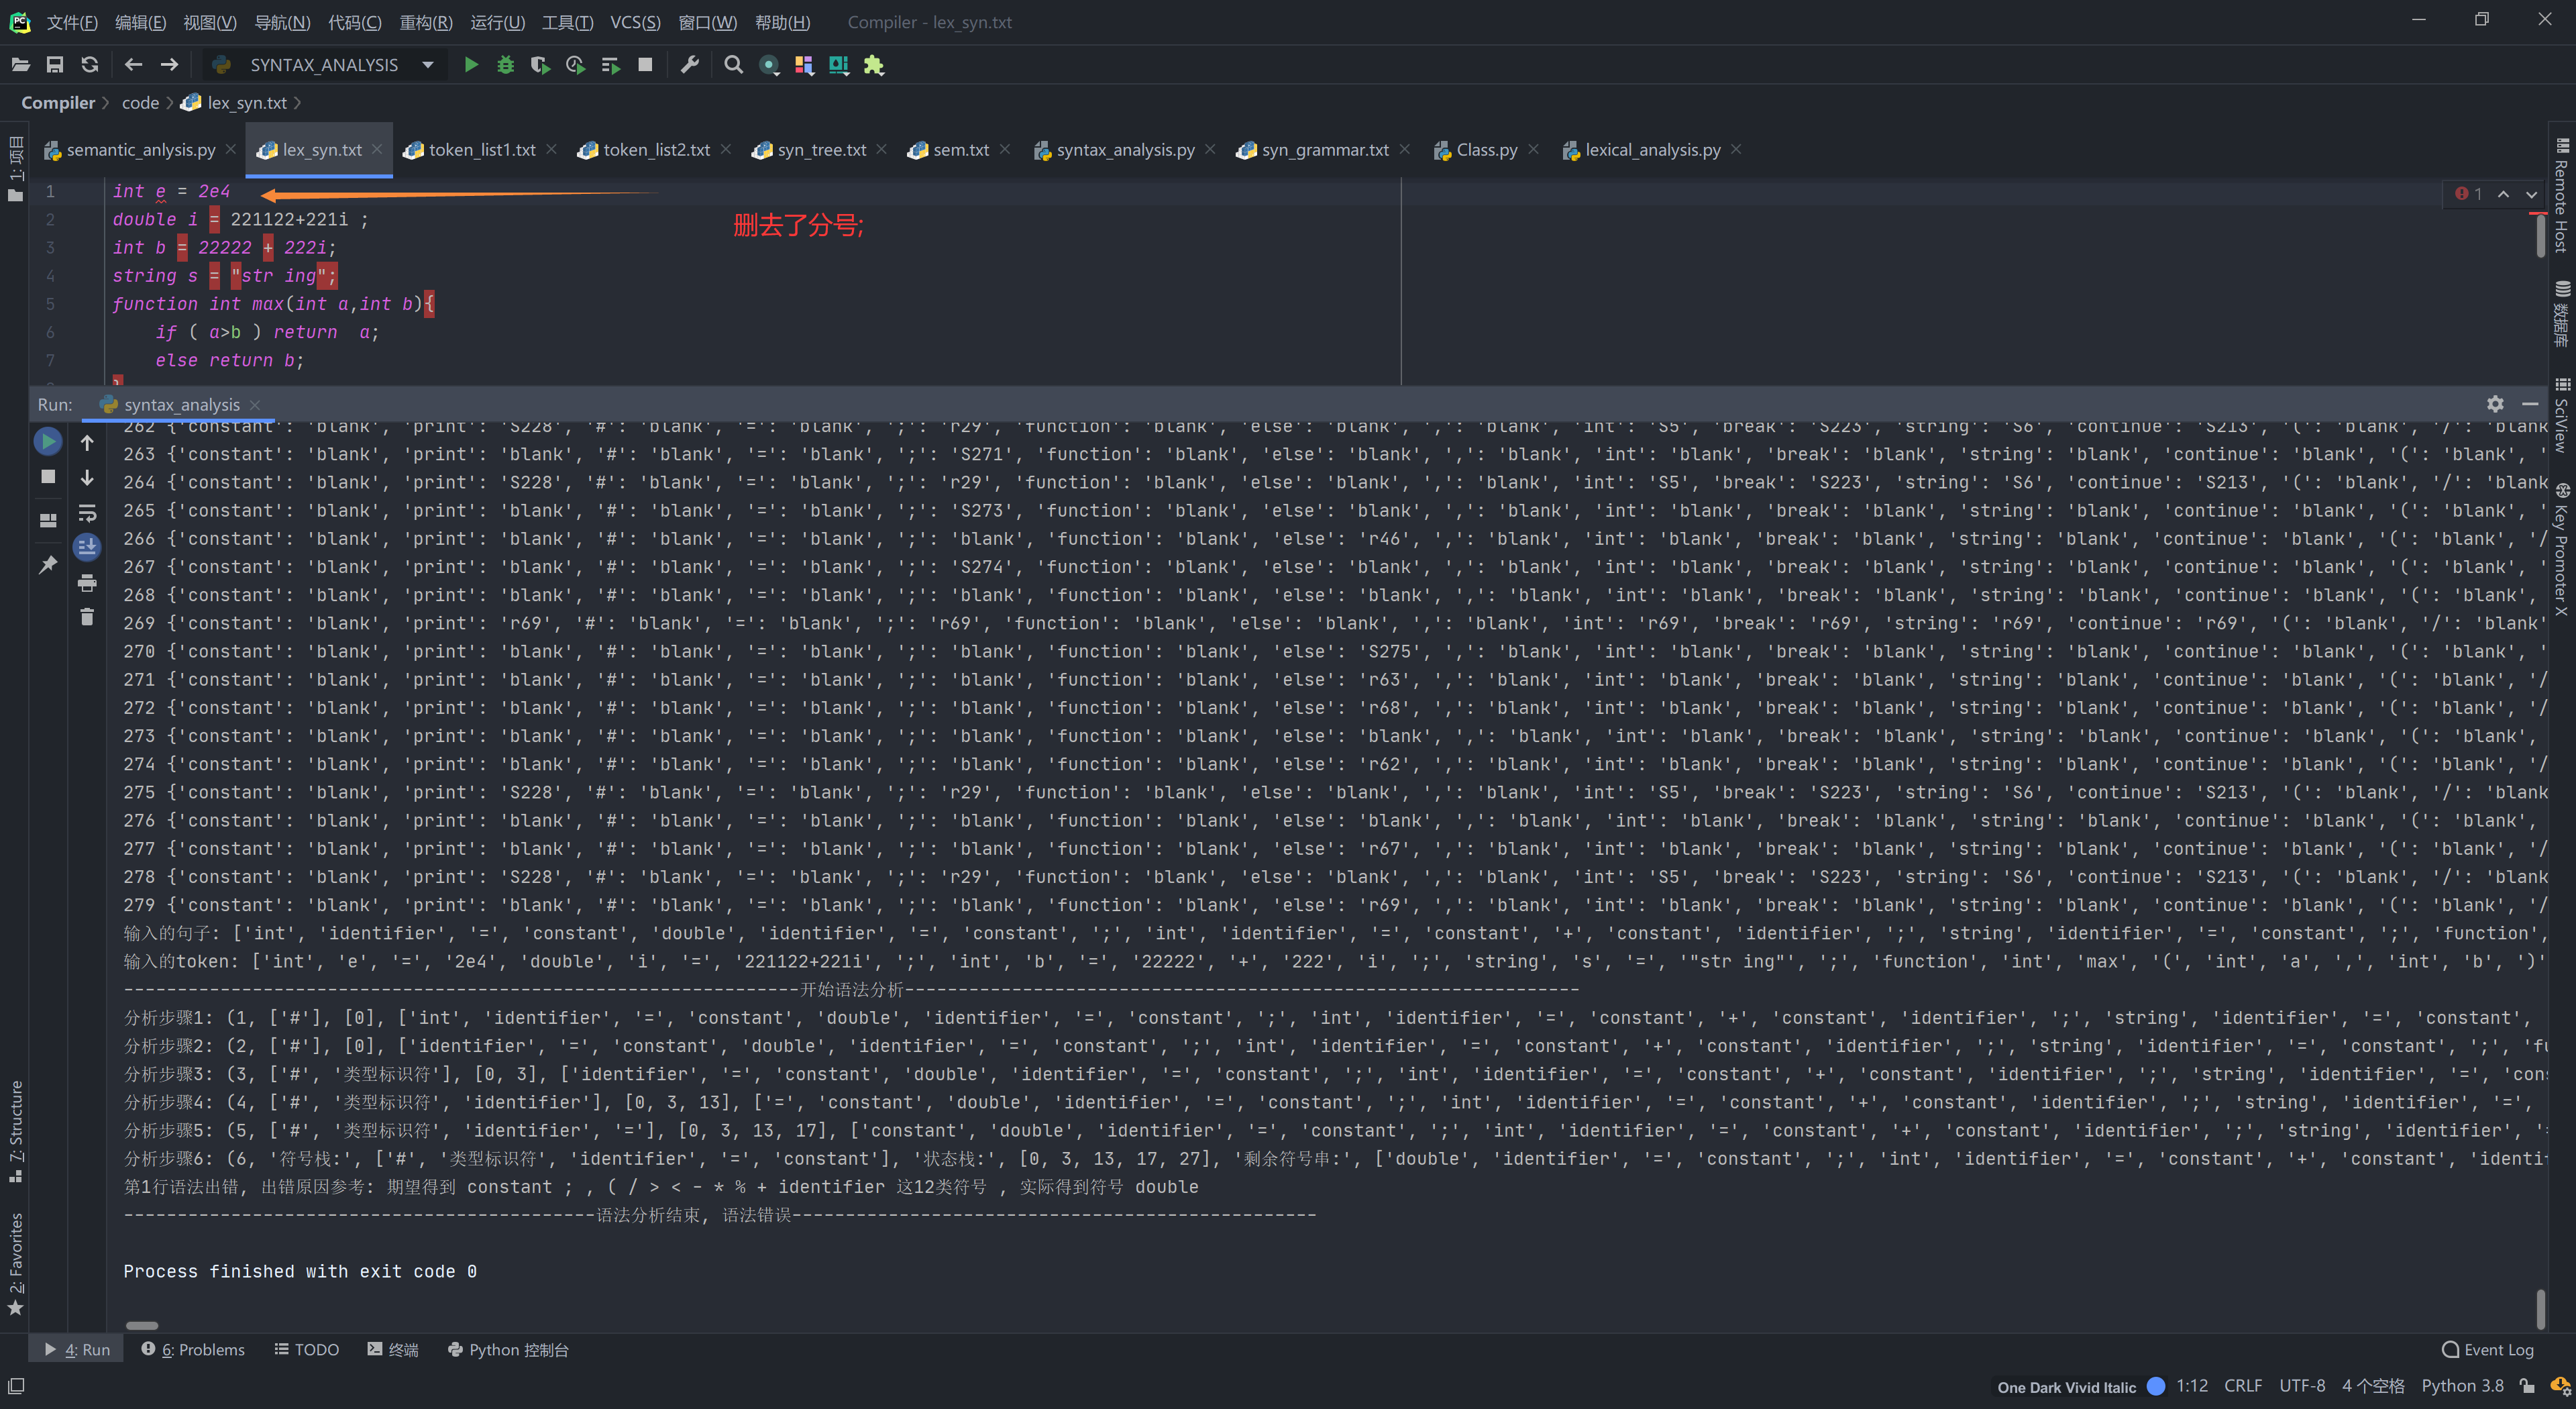 文件(F) 编辑(E) 视图(V) 导航(N) 代码(C) 重构(R) 运行(U) 工具(T) VCS(S) 窗口(W) 帮助(H) Compiler - lex_syn.txt
SYNTAX_ANALYSIS
Compiler code lex_syn.txt
semantic_anlysis.py lex_syn.txt token_list1.txt token_list2.txt syn_tree.txt sem.txt syntax_analysis.py syn_grammar.txt Class.py lexical_analysis.py
1: 项目
1 int e = 2e4
删去了分号;
2 double i = 221122+221i ;
3 int b = 22222 + 222i;
4 string s = "str ing";
5 function int max(int a,int b){
6 if ( a>b ) return a;
7 else return b;
1
Remote Host
数据库
SciView
Key Promoter X
Run: syntax_analysis
262 {'constant': 'blank', 'print': 'S228', '#': 'blank', '=': 'blank', ';': 'r29', 'function': 'blank', 'else': 'blank', ',': 'blank', 'int': 'S5', 'break': 'S223', 'string': 'S6', 'continue': 'S213', '(': 'blank', '/': 'blank
263 {'constant': 'blank', 'print': 'blank', '#': 'blank', '=': 'blank', ';': 'S271', 'function': 'blank', 'else': 'blank', ',': 'blank', 'int': 'blank', 'break': 'blank', 'string': 'blank', 'continue': 'blank', '(': 'blank', '
264 {'constant': 'blank', 'print': 'S228', '#': 'blank', '=': 'blank', ';': 'r29', 'function': 'blank', 'else': 'blank', ',': 'blank', 'int': 'S5', 'break': 'S223', 'string': 'S6', 'continue': 'S213', '(': 'blank', '/': 'blank
265 {'constant': 'blank', 'print': 'blank', '#': 'blank', '=': 'blank', ';': 'S273', 'function': 'blank', 'else': 'blank', ',': 'blank', 'int': 'blank', 'break': 'blank', 'string': 'blank', 'continue': 'blank', '(': 'blank', '
266 {'constant': 'blank', 'print': 'blank', '#': 'blank', '=': 'blank', ';': 'blank', 'function': 'blank', 'else': 'r46', ',': 'blank', 'int': 'blank', 'break': 'blank', 'string': 'blank', 'continue': 'blank', '(': 'blank', '/
267 {'constant': 'blank', 'print': 'blank', '#': 'blank', '=': 'blank', ';': 'S274', 'function': 'blank', 'else': 'blank', ',': 'blank', 'int': 'blank', 'break': 'blank', 'string': 'blank', 'continue': 'blank', '(': 'blank', '
268 {'constant': 'blank', 'print': 'blank', '#': 'blank', '=': 'blank', ';': 'blank', 'function': 'blank', 'else': 'blank', ',': 'blank', 'int': 'blank', 'break': 'blank', 'string': 'blank', 'continue': 'blank', '(': 'blank',
269 {'constant': 'blank', 'print': 'r69', '#': 'blank', '=': 'blank', ';': 'r69', 'function': 'blank', 'else': 'blank', ',': 'blank', 'int': 'r69', 'break': 'r69', 'string': 'r69', 'continue': 'r69', '(': 'blank', '/': 'blank'
270 {'constant': 'blank', 'print': 'blank', '#': 'blank', '=': 'blank', ';': 'blank', 'function': 'blank', 'else': 'S275', ',': 'blank', 'int': 'blank', 'break': 'blank', 'string': 'blank', 'continue': 'blank', '(': 'blank', '
271 {'constant': 'blank', 'print': 'blank', '#': 'blank', '=': 'blank', ';': 'blank', 'function': 'blank', 'else': 'r63', ',': 'blank', 'int': 'blank', 'break': 'blank', 'string': 'blank', 'continue': 'blank', '(': 'blank', '/
272 {'constant': 'blank', 'print': 'blank', '#': 'blank', '=': 'blank', ';': 'blank', 'function': 'blank', 'else': 'r68', ',': 'blank', 'int': 'blank', 'break': 'blank', 'string': 'blank', 'continue': 'blank', '(': 'blank', '/
273 {'constant': 'blank', 'print': 'blank', '#': 'blank', '=': 'blank', ';': 'blank', 'function': 'blank', 'else': 'blank', ',': 'blank', 'int': 'blank', 'break': 'blank', 'string': 'blank', 'continue': 'blank', '(': 'blank',
274 {'constant': 'blank', 'print': 'blank', '#': 'blank', '=': 'blank', ';': 'blank', 'function': 'blank', 'else': 'r62', ',': 'blank', 'int': 'blank', 'break': 'blank', 'string': 'blank', 'continue': 'blank', '(': 'blank', '/
275 {'constant': 'blank', 'print': 'S228', '#': 'blank', '=': 'blank', ';': 'r29', 'function': 'blank', 'else': 'blank', ',': 'blank', 'int': 'S5', 'break': 'S223', 'string': 'S6', 'continue': 'S213', '(': 'blank', '/': 'blank
276 {'constant': 'blank', 'print': 'blank', '#': 'blank', '=': 'blank', ';': 'blank', 'function': 'blank', 'else': 'blank', ',': 'blank', 'int': 'blank', 'break': 'blank', 'string': 'blank', 'continue': 'blank', '(': 'blank',
277 {'constant': 'blank', 'print': 'blank', '#': 'blank', '=': 'blank', ';': 'blank', 'function': 'blank', 'else': 'r67', ',': 'blank', 'int': 'blank', 'break': 'blank', 'string': 'blank', 'continue': 'blank', '(': 'blank', '/
278 {'constant': 'blank', 'print': 'S228', '#': 'blank', '=': 'blank', ';': 'r29', 'function': 'blank', 'else': 'blank', ',': 'blank', 'int': 'S5', 'break': 'S223', 'string': 'S6', 'continue': 'S213', '(': 'blank', '/': 'blank
279 {'constant': 'blank', 'print': 'blank', '#': 'blank', '=': 'blank', ';': 'blank', 'function': 'blank', 'else': 'r69', ',': 'blank', 'int': 'blank', 'break': 'blank', 'string': 'blank', 'continue': 'blank', '(': 'blank', '/
输入的句子: ['int', 'identifier', '=', 'constant', 'double', 'identifier', '=', 'constant', ';', 'int', 'identifier', '=', 'constant', '+', 'constant', 'identifier', ';', 'string', 'identifier', '=', 'constant', ';', 'function',
输入的token: ['int', 'e', '=', '2e4', 'double', 'i', '=', '221122+221i', ';', 'int', 'b', '=', '22222', '+', '222', 'i', ';', 'string', 's', '=', '"str ing"', ';', 'function', 'int', 'max', '(', 'int', 'a', ',', 'int', 'b', ')'
---------------------------------------------------------------开始语法分析---------------------------------------------------------------
分析步骤1: (1, ['#'], [0], ['int', 'identifier', '=', 'constant', 'double', 'identifier', '=', 'constant', ';', 'int', 'identifier', '=', 'constant', '+', 'constant', 'identifier', ';', 'string', 'identifier', '=', 'constant',
分析步骤2: (2, ['#'], [0], ['identifier', '=', 'constant', 'double', 'identifier', '=', 'constant', ';', 'int', 'identifier', '=', 'constant', '+', 'constant', 'identifier', ';', 'string', 'identifier', '=', 'constant', ';', 'fu
分析步骤3: (3, ['#', '类型标识符'], [0, 3], ['identifier', '=', 'constant', 'double', 'identifier', '=', 'constant', ';', 'int', 'identifier', '=', 'constant', '+', 'constant', 'identifier', ';', 'string', 'identifier', '=', 'con
分析步骤4: (4, ['#', '类型标识符', 'identifier'], [0, 3, 13], ['=', 'constant', 'double', 'identifier', '=', 'constant', ';', 'int', 'identifier', '=', 'constant', '+', 'constant', 'identifier', ';', 'string', 'identifier', '=',
分析步骤5: (5, ['#', '类型标识符', 'identifier', '='], [0, 3, 13, 17], ['constant', 'double', 'identifier', '=', 'constant', ';', 'int', 'identifier', '=', 'constant', '+', 'constant', 'identifier', ';', 'string', 'identifier', '
分析步骤6: (6, '符号栈:', ['#', '类型标识符', 'identifier', '=', 'constant'], '状态栈:', [0, 3, 13, 17, 27], '剩余符号串:', ['double', 'identifier', '=', 'constant', ';', 'int', 'identifier', '=', 'constant', '+', 'constant', 'identif
第1行语法出错, 出错原因参考: 期望得到 constant ; , ( / > < - * % + identifier 这12类符号 , 实际得到符号 double
--------------------------------------------语法分析结束, 语法错误-------------------------------------------------
Process finished with exit code 0
7: Structure
2: Favorites
4: Run 6: Problems TODO 终端 Python 控制台 Event Log
One Dark Vivid Italic 1:12 CRLF UTF-8 4 个空格 Python 3.8